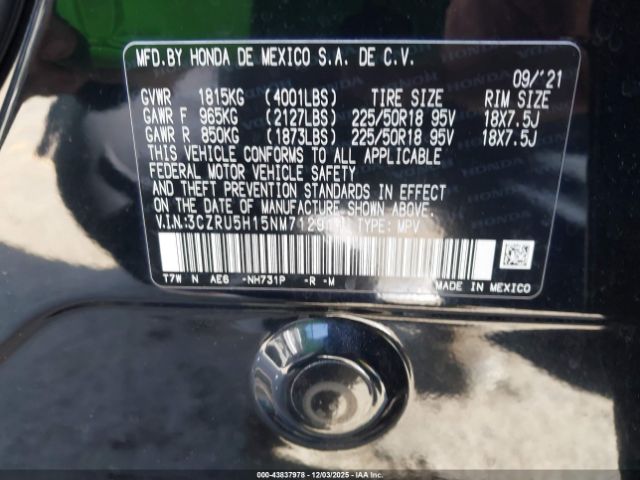 MFD.BY HONDA DE MEXICO S.A. DE C.V.
09/'21
GVWR 1815KG (4001LBS) TIRE SIZE RIM SIZE
GAWR F 965KG (2127LBS) 225/50R18 95V 18X7.5J
GAWR R 850KG (1873LBS) 225/50R18 95V 18X7.5J
THIS VEHICLE CONFORMS TO ALL APPLICABLE
FEDERAL MOTOR VEHICLE SAFETY
AND THEFT PREVENTION STANDARDS IN EFFECT
ON THE DATE OF MANUFACTURE SHOWN ABOVE.
V.I.N.: TYPE: MPV
T7W N AE6 -NH731P -R -M
MADE IN MEXICO
IAA 000-43837978 | 12/03/2025 - IAAI.COM